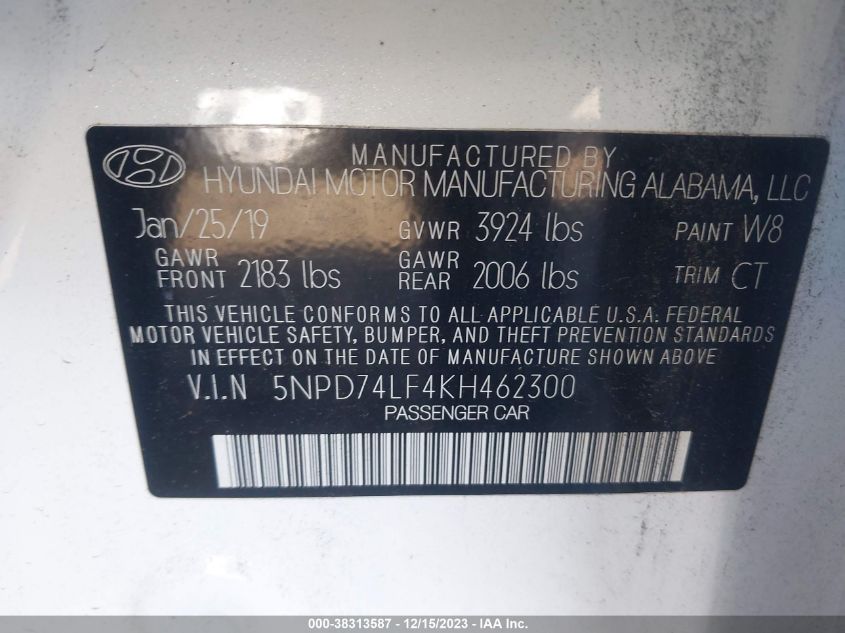 MANUFACTURED BY
HYUNDAI MOTOR MANUFACTURING ALABAMA, LLC
Jan/25/19 GVWR 3924 lbs PAINT W8
GAWR FRONT 2183 lbs GAWR REAR 2006 lbs TRIM CT
THIS VEHICLE CONFORMS TO ALL APPLICABLE U.S.A. FEDERAL
MOTOR VEHICLE SAFETY, BUMPER, AND THEFT PREVENTION STANDARDS
IN EFFECT ON THE DATE OF MANUFACTURE SHOWN ABOVE.
V.I.N 5NPD74LF4KH462300
PASSENGER CAR
000-38313587 - 12/15/2023 - IAAI.COM